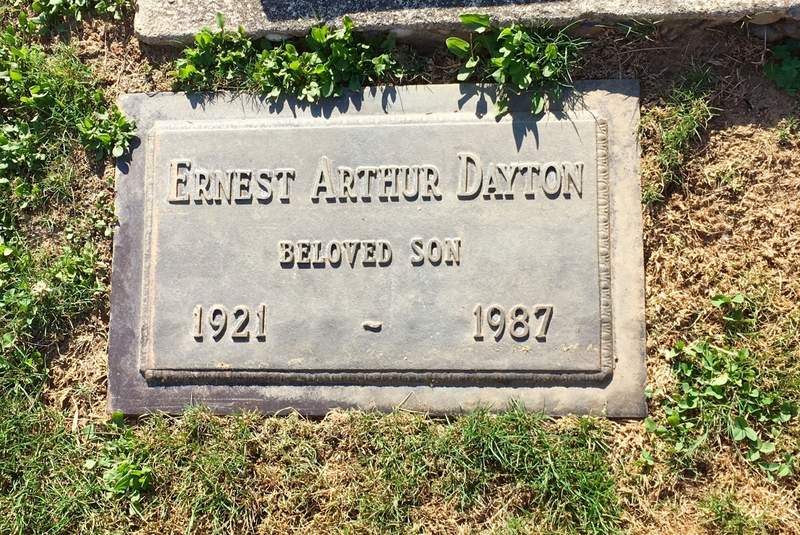 Ernest Arthur Dayton
BELOVED SON
1921 ~ 1987